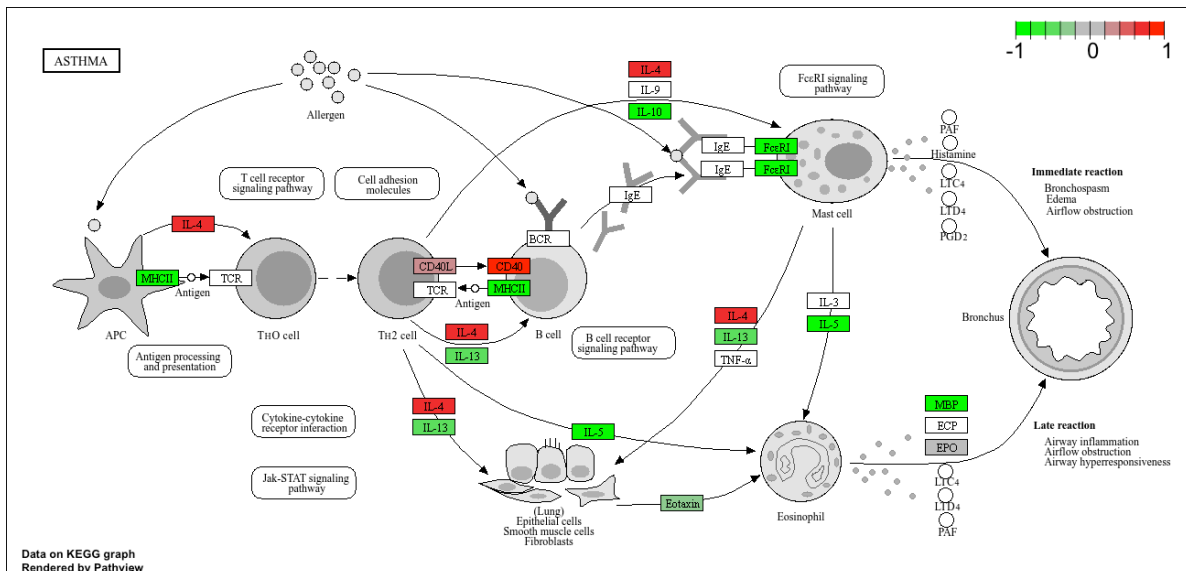 -1
0
1
ASTHMA
Allergen
IL-4
IL-9
IL-10
FcεRI signaling
pathway
T cell receptor
signaling pathway
Cell adhesion
molecules
IgE
FcεRI
IgE
FcεRI
IgE
Mast cell
PAF
Histamine
LTC4
LTD4
PGD2
Immediate reaction
Bronchospasm
Edema
Airflow obstruction
IL-4
MHCII
Antigen
TCR
APC
TH0 cell
CD40L
CD40
TCR
MHCII
Antigen
BCR
TH2 cell
B cell
IL-4
IL-13
Antigen processing
and presentation
B cell receptor
signaling pathway
IL-4
IL-13
TNF-α
IL-3
IL-5
Bronchus
Cytokine-cytokine
receptor interaction
Jak-STAT signaling
pathway
IL-4
IL-13
IL-5
(Lung)
Epithelial cells
Smooth muscle cells
Fibroblasts
Eotaxin
Eosinophil
MBP
ECP
EPO
LTC4
LTD4
PAF
Late reaction
Airway inflammation
Airflow obstruction
Airway hyperresponsiveness
Data on KEGG graph
Rendered by Pathview